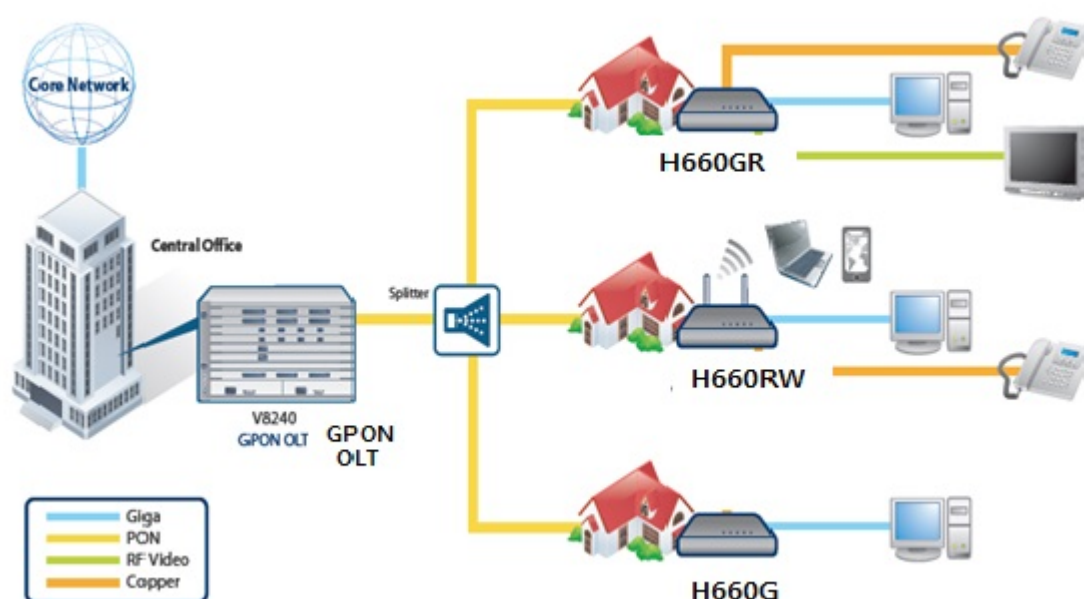 Core Network
Central Office
Splitter
V8240
GPON OLT
GPON
OLT
H660GR
H660RW
H660G
Giga
PON
RF Video
Copper